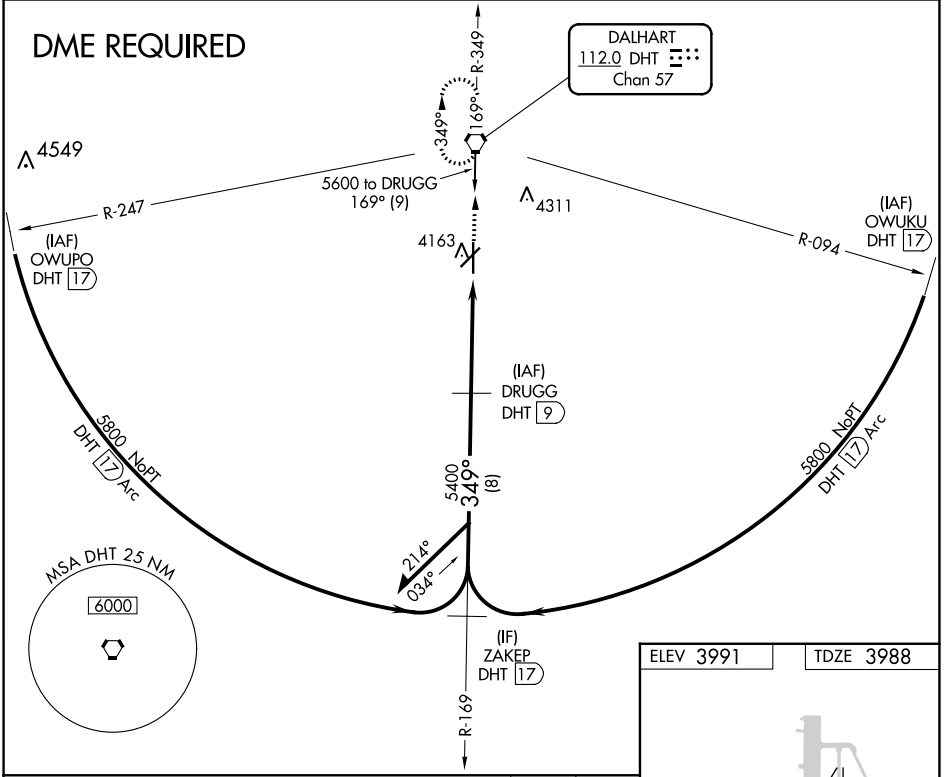 DME REQUIRED
R-349
DALHART
112.0 DHT
Chan 57
349°
169°
4549
5600 to DRUGG
169° (9)
4311
R-247
(IAF)
OWUPO
DHT 17
4163
R-094
(IAF)
OWUKU
DHT 17
(IAF)
DRUGG
DHT 9
5800 NoPT
DHT 17 Arc
5800 NoPT
DHT 17 Arc
5400
349°
(8)
214°
034°
MSA DHT 25 NM
6000
(IF)
ZAKEP
DHT 17
R-169
ELEV 3991
TDZE 3988